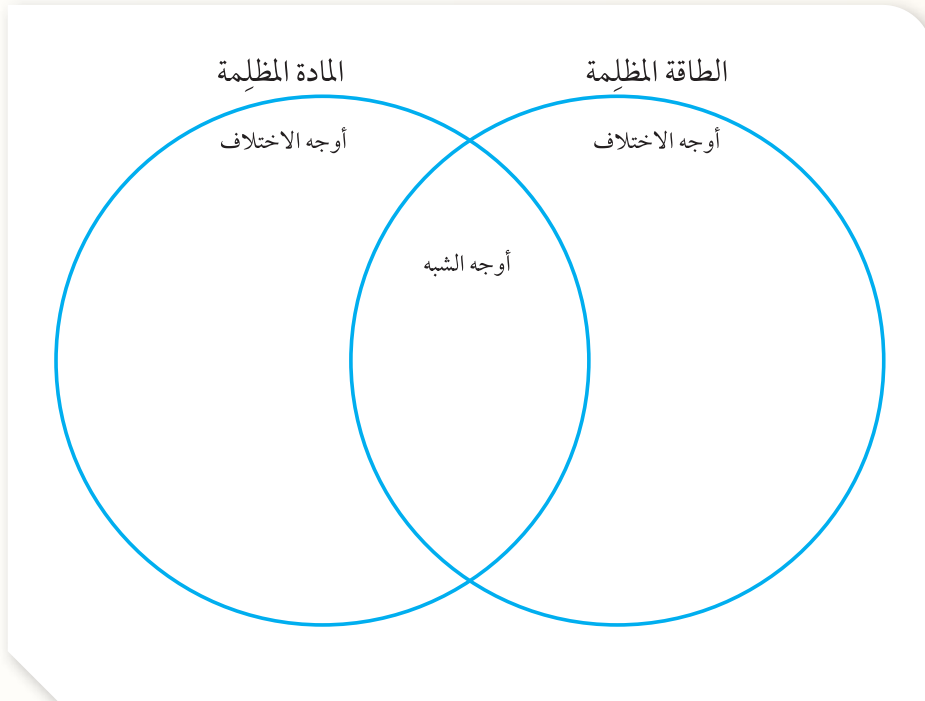 الطاقة المظلِمة
المادة المظلِمة
أوجه الاختلاف
أوجه الاختلاف
أوجه الشبه